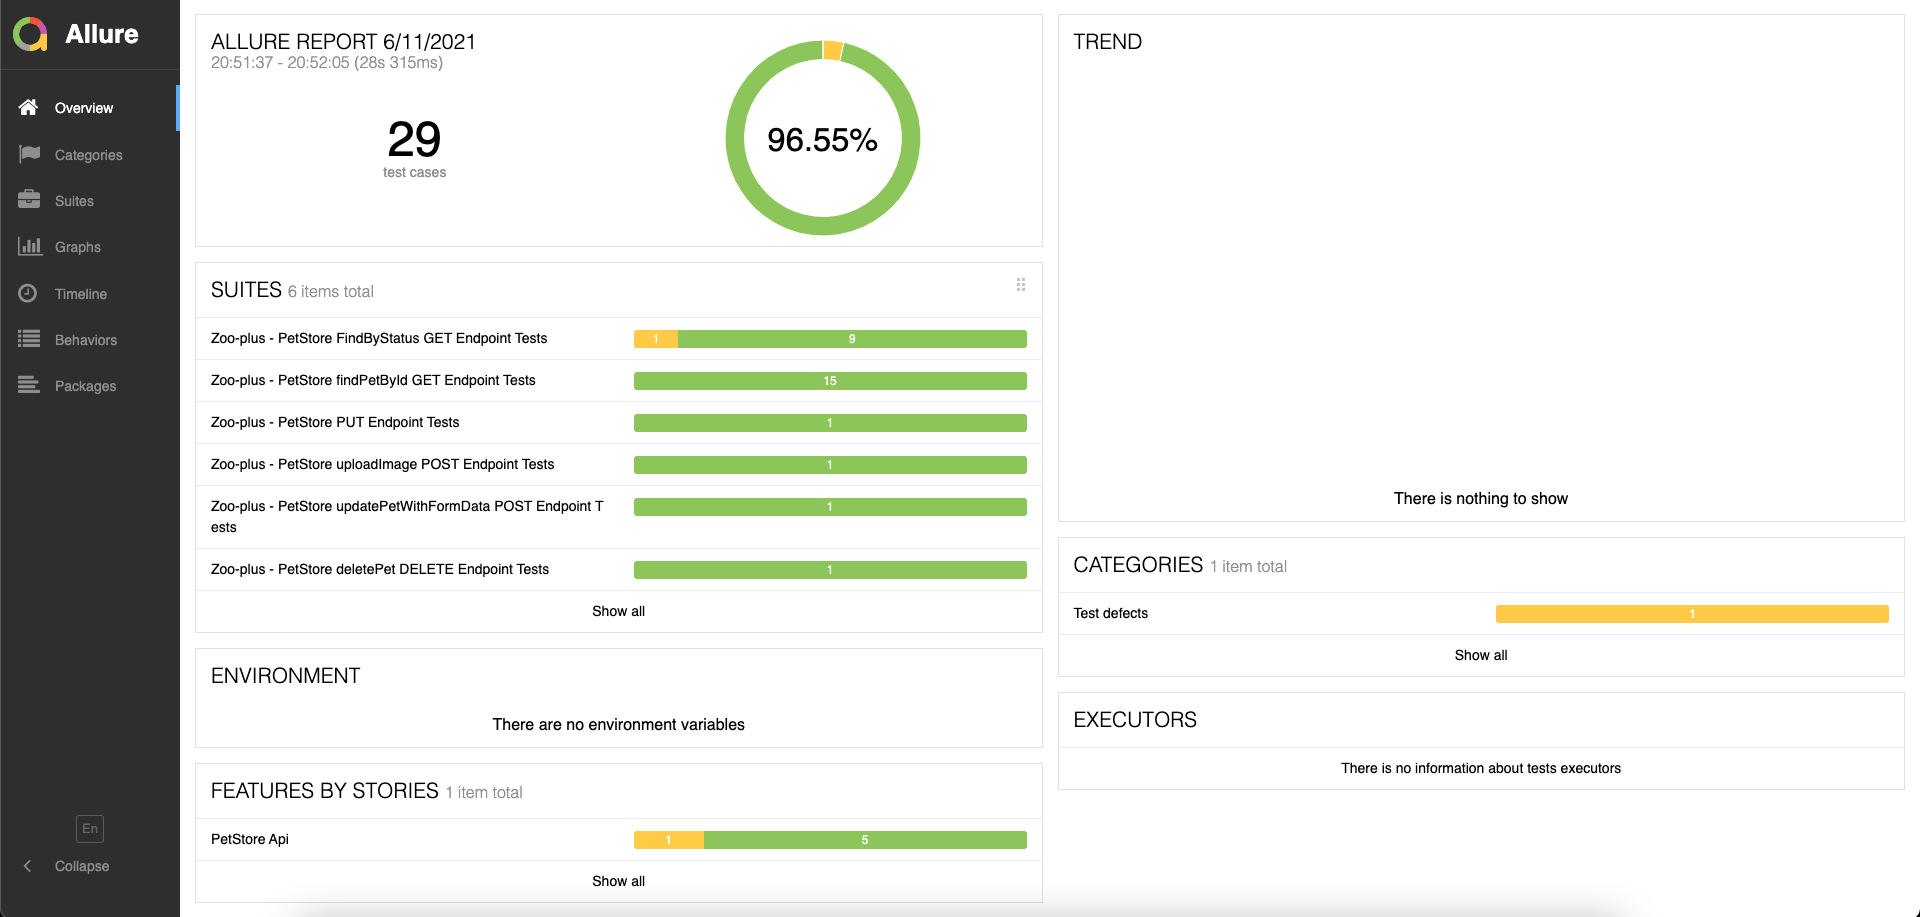 Allure
Overview
Categories
Suites
Graphs
Timeline
Behaviors
Packages
En
Collapse
ALLURE REPORT 6/11/2021
20:51:37 - 20:52:05 (28s 315ms)
29
test cases
96.55%
SUITES 6 items total
Zoo-plus - PetStore FindByStatus GET Endpoint Tests 1 9
Zoo-plus - PetStore findPetById GET Endpoint Tests 15
Zoo-plus - PetStore PUT Endpoint Tests 1
Zoo-plus - PetStore uploadImage POST Endpoint Tests 1
Zoo-plus - PetStore updatePetWithFormData POST Endpoint T 1
ests
Zoo-plus - PetStore deletePet DELETE Endpoint Tests 1
Show all
ENVIRONMENT
There are no environment variables
FEATURES BY STORIES 1 item total
PetStore Api 1 5
Show all
TREND
There is nothing to show
CATEGORIES 1 item total
Test defects 1
Show all
EXECUTORS
There is no information about tests executors